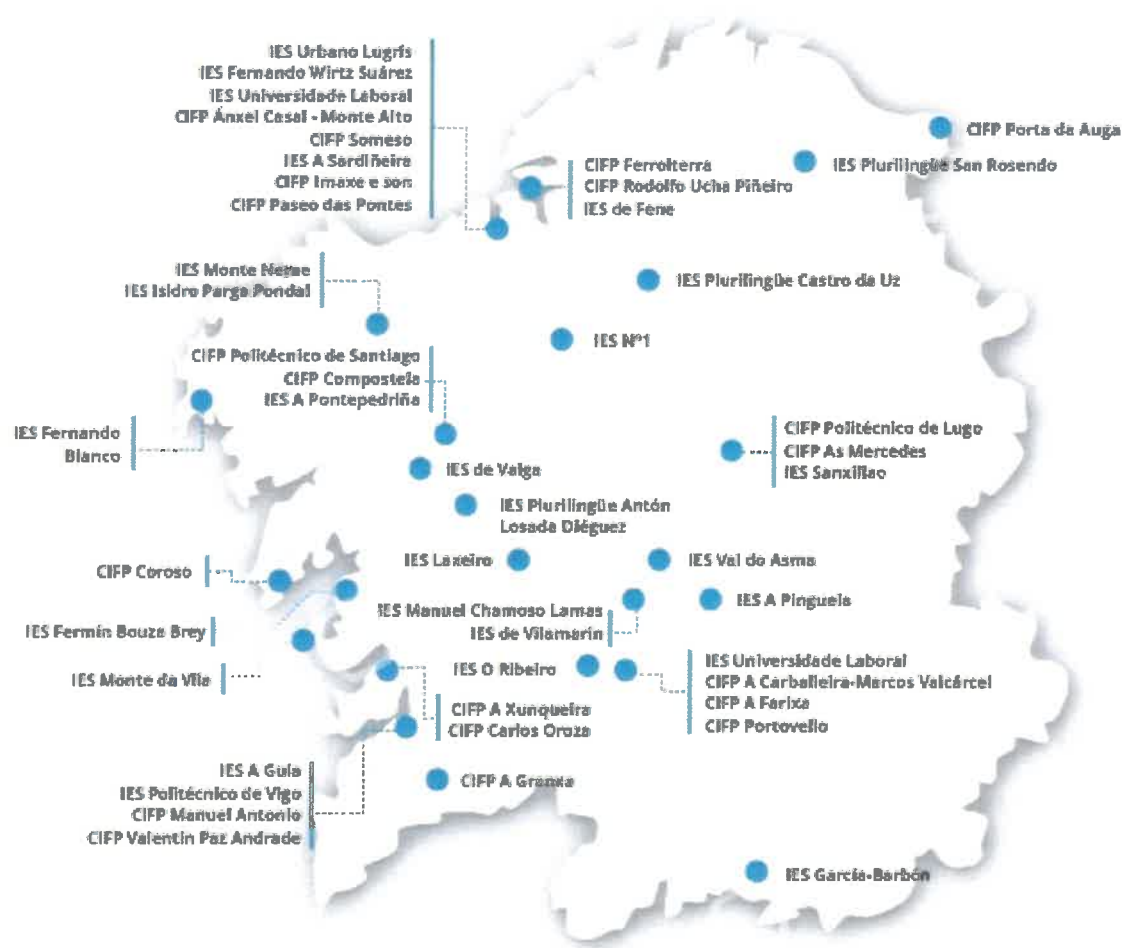 IES Urbano Lugrís
IES Fernando Wirtz Suárez
IES Universidade Laboral
CIFP Ánxel Casal - Monte Alto
CIFP Someso
IES A Sardiñeira
CIFP Imaxe e son
CIFP Paseo das Pontes
CIFP Porta da Auga
IES Plurilingüe San Rosendo
CIFP Ferrolterra
CIFP Rodolfo Ucha Piñeiro
IES de Fene
IES Monte Neme
IES Isidro Parga Pondal
IES Plurilingüe Castro da Uz
IES Nº1
CIFP Politécnico de Santiago
CIFP Compostela
IES A Pontepedriña
IES Fernando
Blanco
CIFP Politécnico de Lugo
CIFP As Mercedes
IES Sanxillao
IES de Valga
IES Plurilingüe Antón
Losada Diéguez
IES Laxeiro
IES Val do Asma
CIFP Coroso
IES A Pinguela
IES Manuel Chamoso Lamas
IES de Vilamarín
IES Fermín Bouza Brey
IES Monte da Vila
IES O Ribeiro
IES Universidade Laboral
CIFP A Carballeira-Marcos Valcárcel
CIFP A Farixa
CIFP Portovello
CIFP A Xunqueira
CIFP Carlos Oroza
IES A Guía
IES Politécnico de Vigo
CIFP Manuel Antonio
CIFP Valentín Paz Andrade
CIFP A Granxa
IES García-Barbón